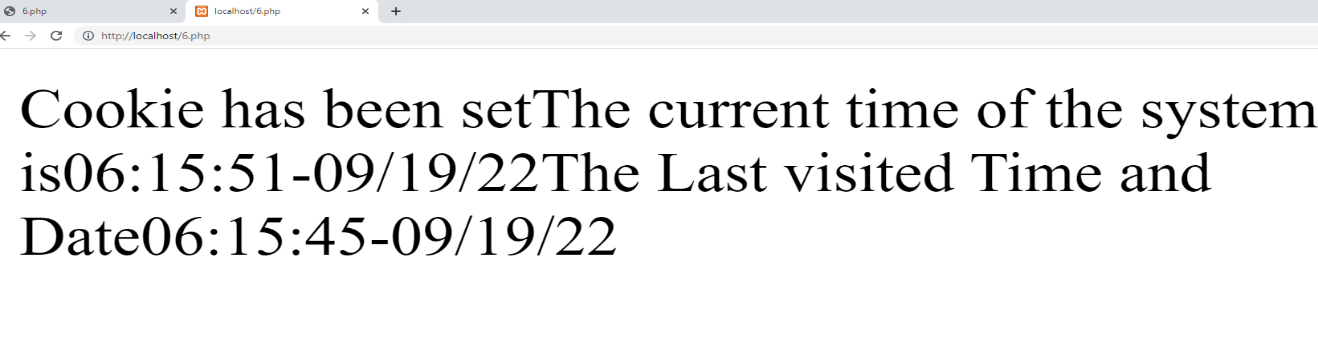 6.php
localhost/6.php
http://localhost/6.php
Cookie has been setThe current time of the system
is06:15:51-09/19/22The Last visited Time and
Date06:15:45-09/19/22